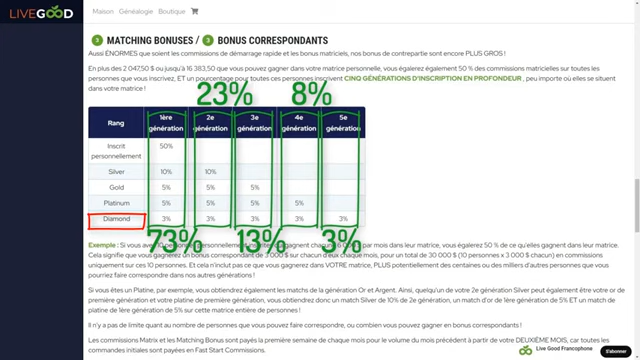 LIVEGOOD
Maison Généalogie Boutique
3 MATCHING BONUSES / 3 BONUS CORRESPONDANTS
Aussi ÉNORMES que soient les commissions de démarrage rapide et les bonus matriciels, nos bonus de contrepartie sont encore PLUS GROS !
En plus des 2 047,50 $ ou jusqu'à 16 383,50 $ que vous pouvez gagner dans votre matrice personnelle, vous égalerez également 50 % des commissions matricielles sur toutes les
personnes que vous inscrivez, ET un pourcentage pour toutes ces personnes inscrivent CINQ GÉNÉRATIONS D'INSCRIPTION EN PROFONDEUR , peu importe où elles se situent
dans votre matrice !
23% 8%
Rang 1ère génération 2e génération 3e génération 4e génération 5e génération
Inscrit personnellement 50%
Silver 10% 10%
Gold 5% 5% 5%
Platinum 5% 5% 5% 5%
Diamond 3% 3% 3% 3% 3%
73% 13% 3%
Exemple : Si vous avez 10 personnes personnellement inscrites gagnent chacune 6 000 par mois dans leur matrice, vous égalerez 50 % de ce qu'elles gagnent dans leur matrice.
Cela signifie que vous gagnerez un bonus correspondant de 3 000 $ sur chacun d'eux chaque mois, pour un total de 30 000 $ (10 personnes x 3 000 $ chacun) en commissions
uniquement sur ces 10 personnes. Et cela n'inclut pas ce que vous gagnerez dans VOTRE matrice, PLUS potentiellement des centaines ou des milliers d'autres personnes que vous
pourriez faire correspondre dans nos autres générations !
Si vous êtes un Platine, par exemple, vous obtiendrez également les matchs de la génération Or et Argent. Ainsi, quelqu'un de votre 2e génération Silver peut également être votre or de
première génération et votre platine de première génération, vous obtiendrez donc un match Silver de 10% de 2e génération, un match d'or de 1ère génération de 5% ET un match de
platine de 1ère génération de 5% sur cette matrice entière de personnes !
Il n'y a pas de limite quant au nombre de personnes que vous pouvez faire correspondre, ou combien vous pouvez gagner en bonus correspondants !
Les commissions Matrix et les Matching Bonus sont payés la première semaine de chaque mois pour le volume du mois précédent à partir de votre DEUXIÈME MOIS, car toutes
les commandes initiales sont payées en Fast Start Commissions.
Live Good Francophone
S'abonner